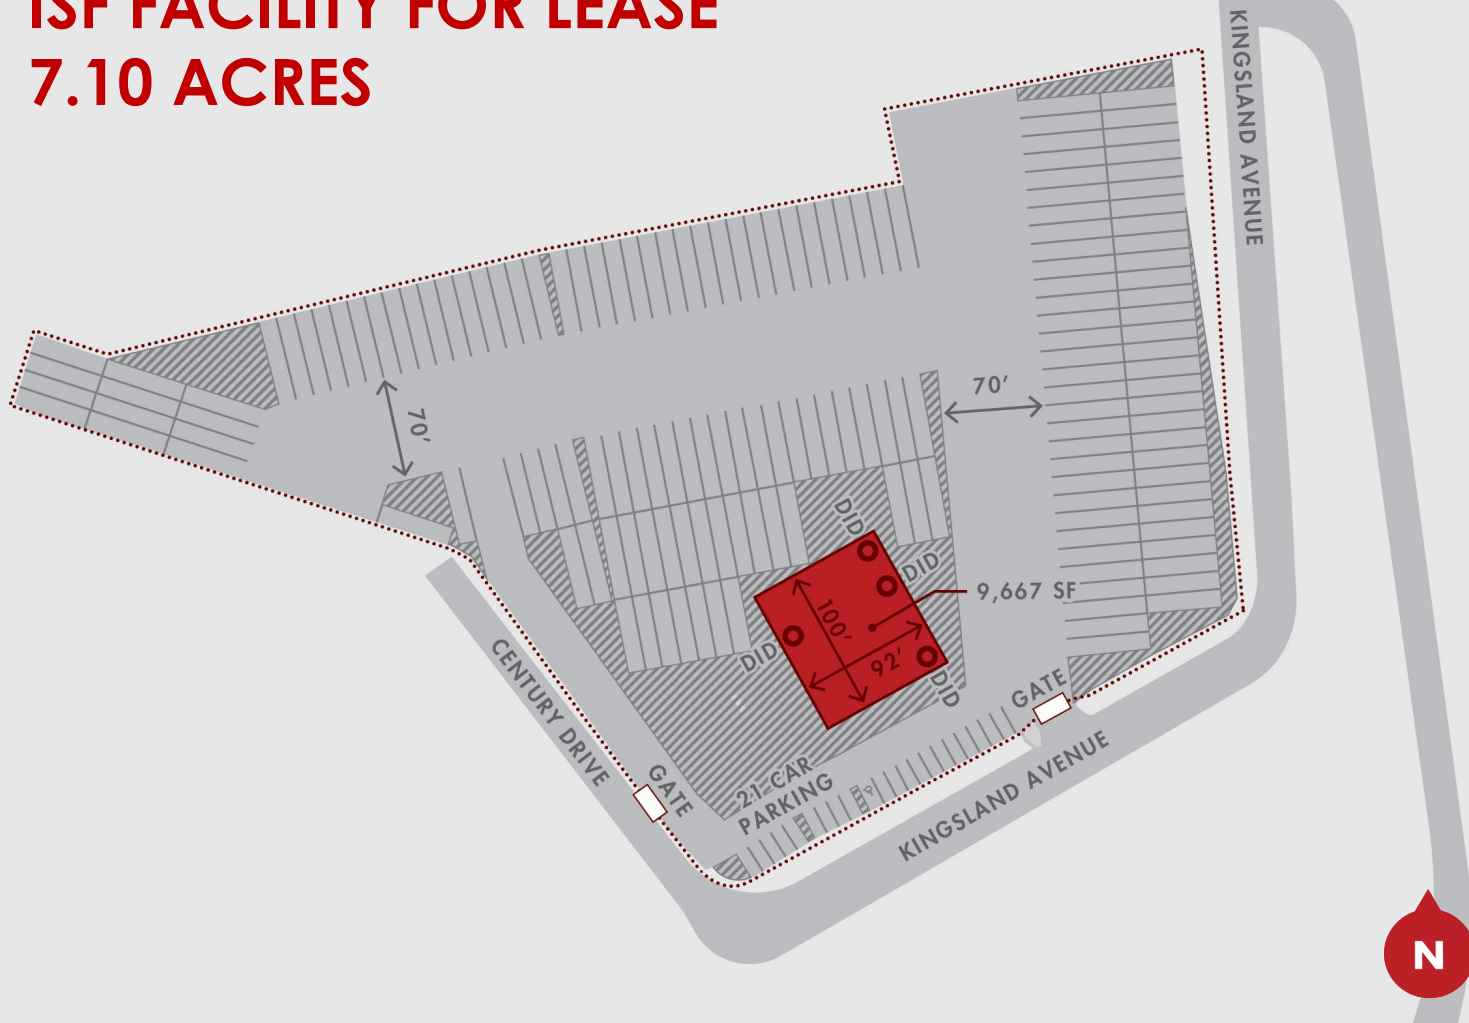 ISF FACILITY FOR LEASE
7.10 ACRES
KINGSLAND AVENUE
70'
70'
DID
DID
9,667 SF
100'
92'
DID
DID
GATE
CENTURY DRIVE
GATE
21 CAR
PARKING
KINGSLAND AVENUE
N